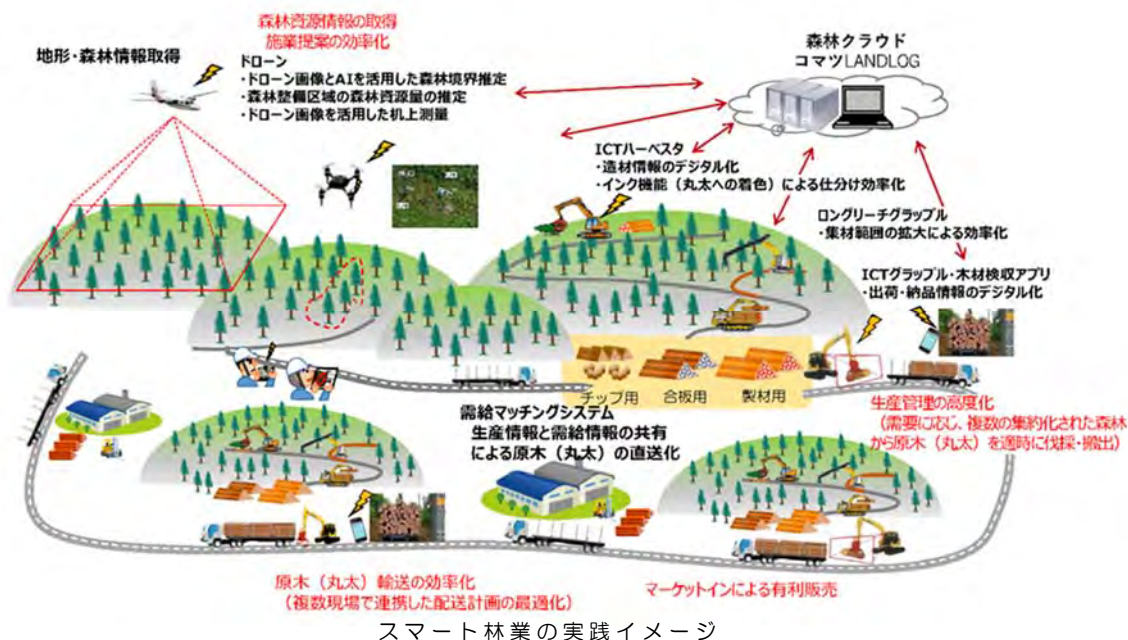 森林資源情報の取得
施業提案の効率化
地形・森林情報取得
ドローン
・ドローン画像とAIを活用した森林境界推定
・森林整備区域の森林資源量の推定
・ドローン画像を活用した机上測量
森林クラウド
コマツLANDLOG
ICTハーベスタ
・造材情報のデジタル化
・インク機能（丸太への着色）による仕分け効率化
ロングリーチグラップル
・集材範囲の拡大による効率化
ICTグラップル・木材検収アプリ
・出荷・納品情報のデジタル化
チップ用
合板用
製材用
生産管理の高度化
（需要に応じ、複数の集約化された森林
から原木（丸太）を適時に伐採・搬出）
需給マッチングシステム
生産情報と需給情報の共有
による原木（丸太）の直送化
原木（丸太）輸送の効率化
（複数現場で連携した配送計画の最適化）
マーケットインによる有利販売
スマート林業の実践イメージ